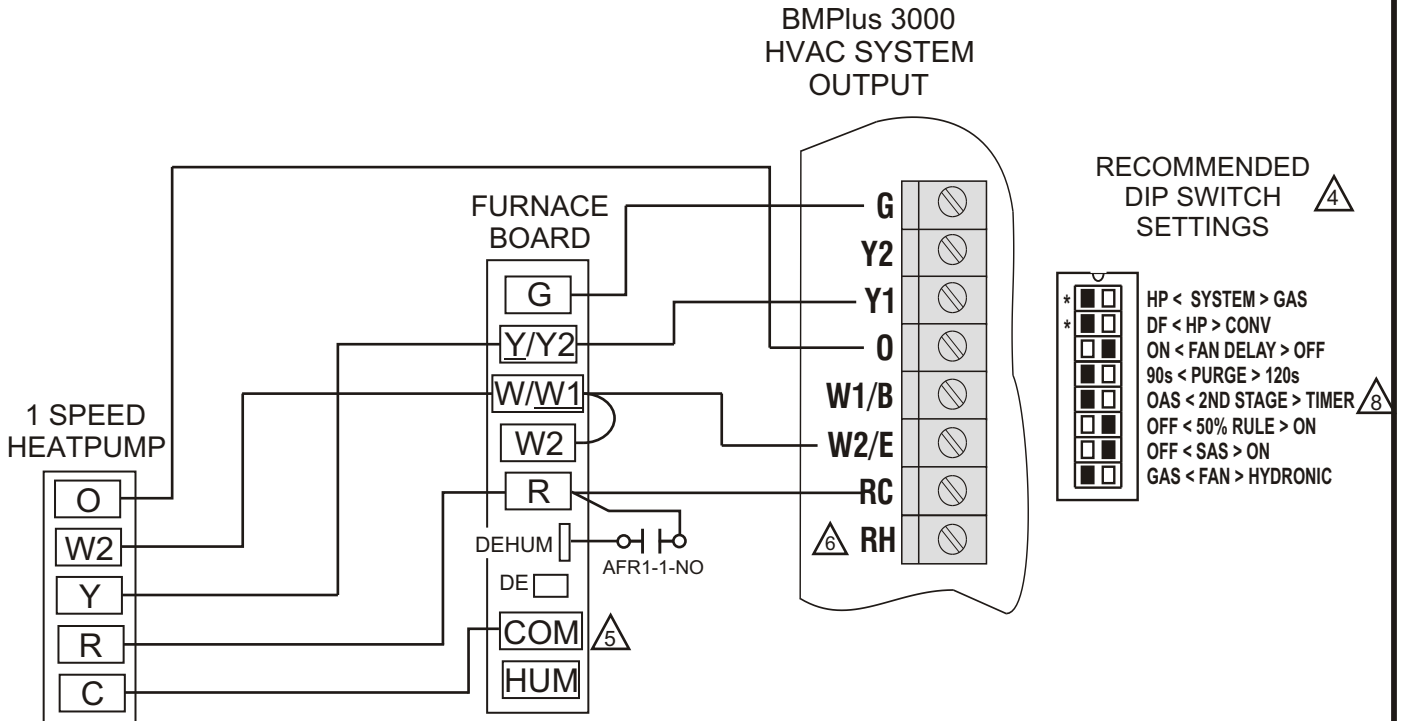 BMPlus 3000
HVAC SYSTEM
OUTPUT
RECOMMENDED
DIP SWITCH
SETTINGS
4
FURNACE
BOARD
G
Y/Y2
W/W1
W2
R
DEHUM
DE
COM
5
HUM
AFR1-1-NO
1 SPEED
HEATPUMP
O
W2
Y
R
C
G
Y2
Y1
O
W1/B
W2/E
RC
6 RH
* HP < SYSTEM > GAS
* DF < HP > CONV
ON < FAN DELAY > OFF
90s < PURGE > 120s
OAS < 2ND STAGE > TIMER 8
OFF < 50% RULE > ON
OFF < SAS > ON
GAS < FAN > HYDRONIC